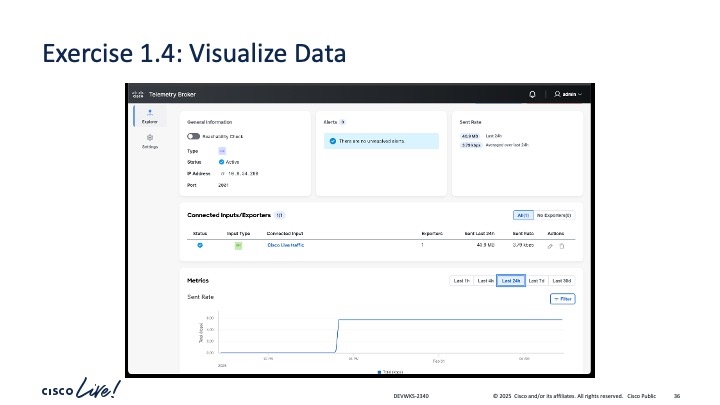 Exercise 1.4: Visualize Data
Telemetry Broker
admin
Explorer
Settings
General Information
Reachability Check
Type
Status Active
IP Address
Port 2001
Alerts 0
There are no unresolved alerts.
Sent Rate
40.9 MB Last 24h
3.79 kbps Averaged over last 24h
Connected Inputs/Exporters
All (1) No Exporters(0)
Status Input Type Connected Input Exporters Sent Last 24h Sent Rate Actions
Cisco Live traffic 1 40.9 MB 3.79 kbps
Metrics
Last 1h Last 4h Last 24h Last 7d Last 30d
Sent Rate
Filter
CISCO Live!
DEVWKS-2340
© 2025 Cisco and/or its affiliates. All rights reserved. Cisco Public
36